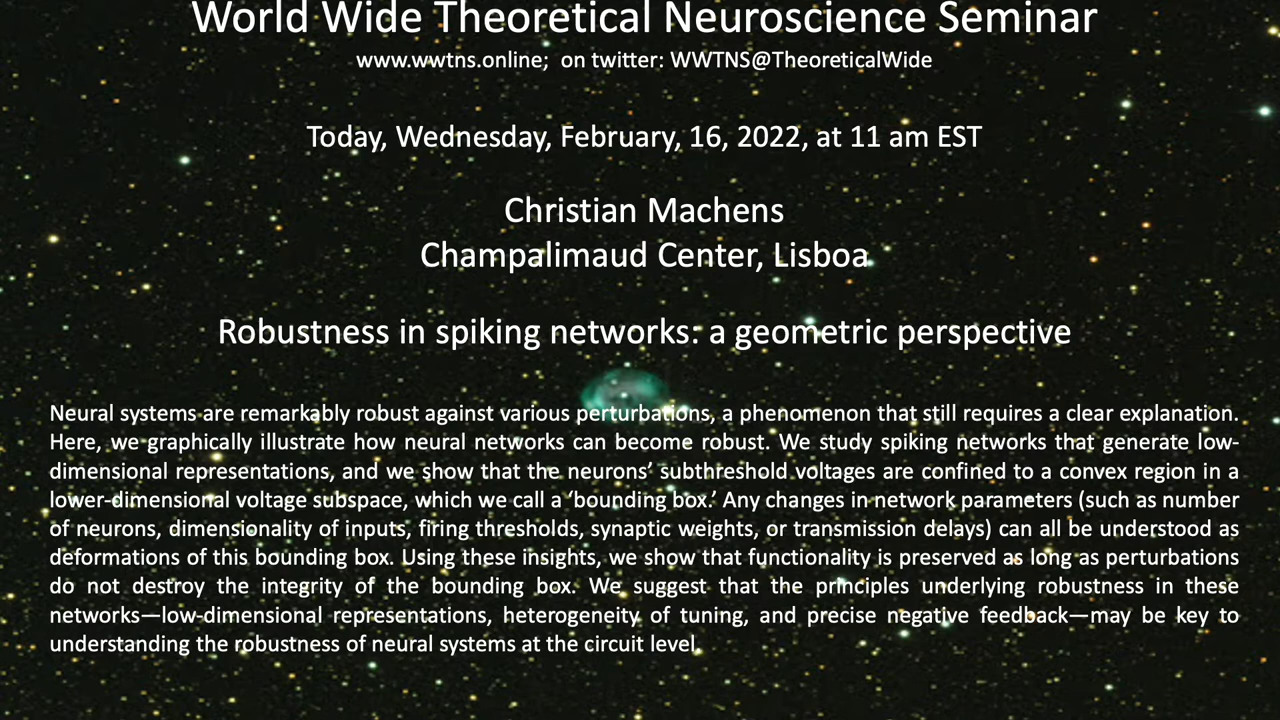 World Wide Theoretical Neuroscience Seminar
www.wwtns.online;  on twitter: WWTNS@TheoreticalWide
Today, Wednesday, February, 16, 2022, at 11 am EST
Christian Machens
Champalimaud Center, Lisboa
Robustness in spiking networks: a geometric perspective
Neural systems are remarkably robust against various perturbations, a phenomenon that still requires a clear explanation.
Here, we graphically illustrate how neural networks can become robust. We study spiking networks that generate low-
dimensional representations, and we show that the neurons’ subthreshold voltages are confined to a convex region in a
lower-dimensional voltage subspace, which we call a ‘bounding box.’ Any changes in network parameters (such as number
of neurons, dimensionality of inputs, firing thresholds, synaptic weights, or transmission delays) can all be understood as
deformations of this bounding box. Using these insights, we show that functionality is preserved as long as perturbations
do not destroy the integrity of the bounding box. We suggest that the principles underlying robustness in these
networks—low-dimensional representations, heterogeneity of tuning, and precise negative feedback—may be key to
understanding the robustness of neural systems at the circuit level.